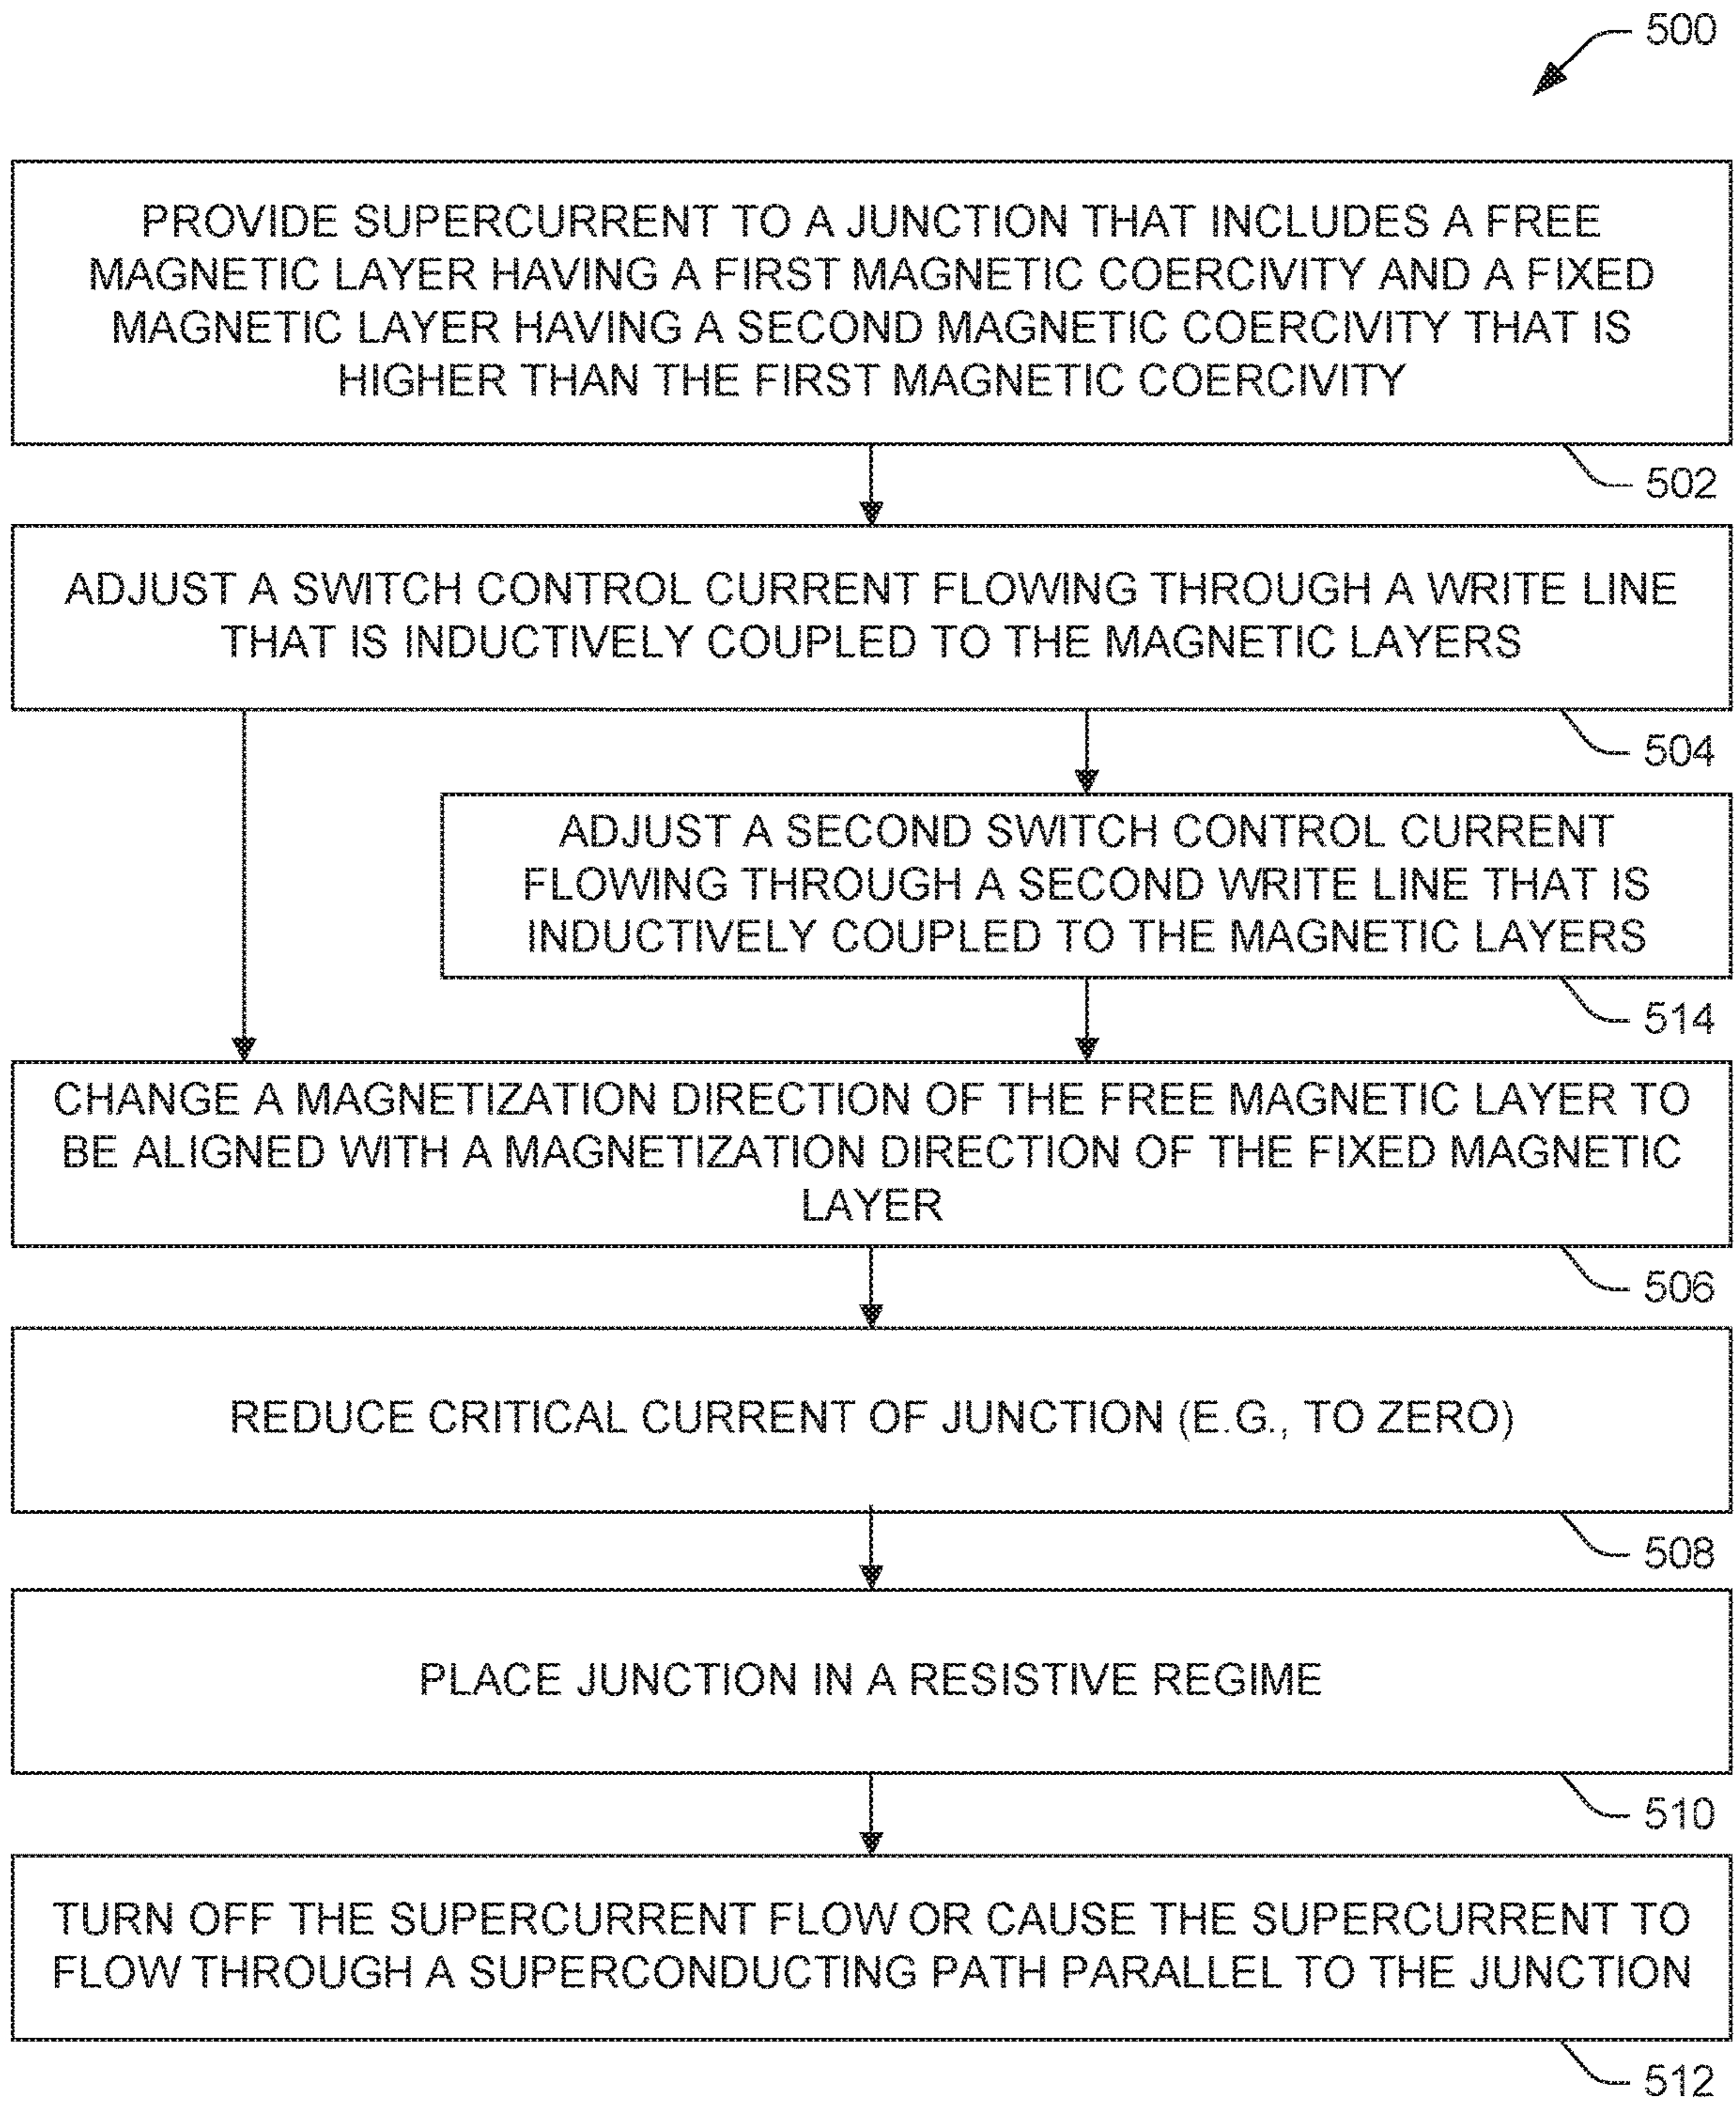 500
PROVIDE SUPERCURRENT TO A JUNCTION THAT INCLUDES A FREE
MAGNETIC LAYER HAVING A FIRST MAGNETIC COERCIVITY AND A FIXED
MAGNETIC LAYER HAVING A SECOND MAGNETIC COERCIVITY THAT IS
HIGHER THAN THE FIRST MAGNETIC COERCIVITY
502
ADJUST A SWITCH CONTROL CURRENT FLOWING THROUGH A WRITE LINE
THAT IS INDUCTIVELY COUPLED TO THE MAGNETIC LAYERS
504
ADJUST A SECOND SWITCH CONTROL CURRENT
FLOWING THROUGH A SECOND WRITE LINE THAT IS
INDUCTIVELY COUPLED TO THE MAGNETIC LAYERS
514
CHANGE A MAGNETIZATION DIRECTION OF THE FREE MAGNETIC LAYER TO
BE ALIGNED WITH A MAGNETIZATION DIRECTION OF THE FIXED MAGNETIC
LAYER
506
REDUCE CRITICAL CURRENT OF JUNCTION (E.G., TO ZERO)
508
PLACE JUNCTION IN A RESISTIVE REGIME
510
TURN OFF THE SUPERCURRENT FLOW OR CAUSE THE SUPERCURRENT TO
FLOW THROUGH A SUPERCONDUCTING PATH PARALLEL TO THE JUNCTION
512